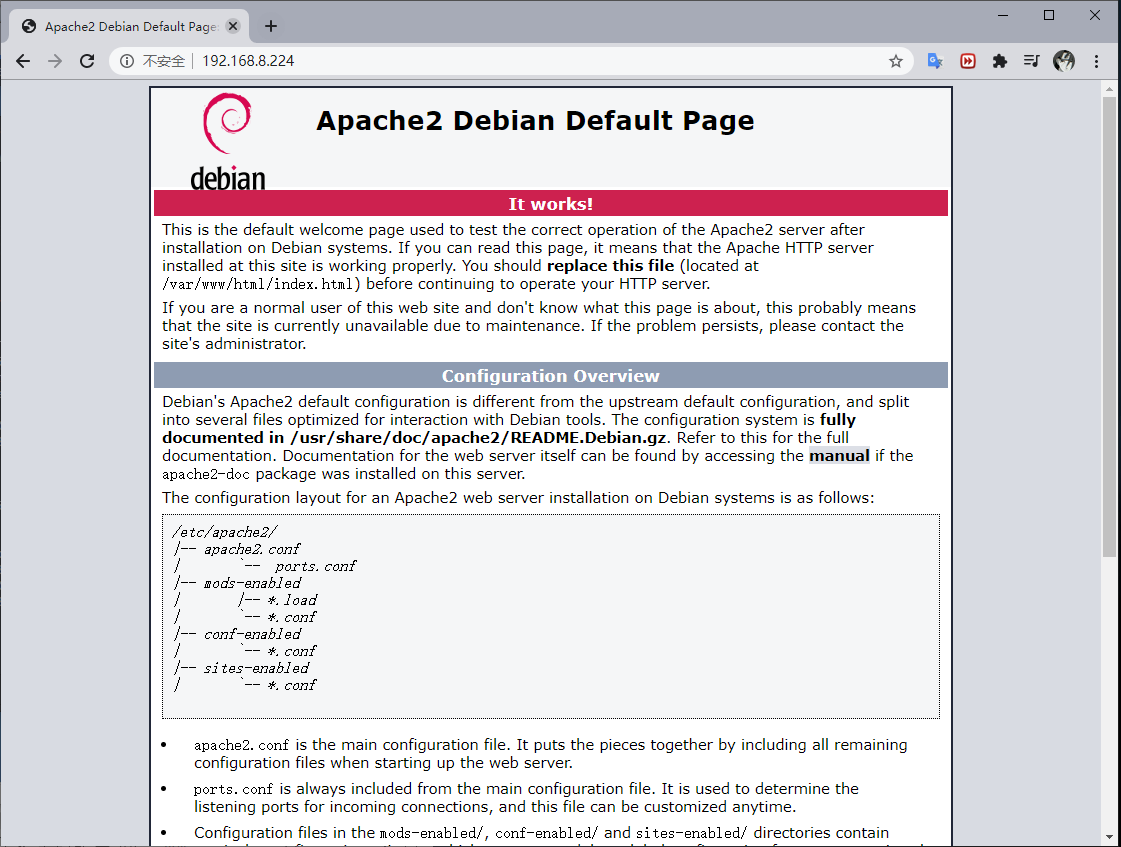 Apache2 Debian Default Page:
不安全
192.168.8.224
debian
Apache2 Debian Default Page
It works!
This is the default welcome page used to test the correct operation of the Apache2 server after
installation on Debian systems. If you can read this page, it means that the Apache HTTP server
installed at this site is working properly. You should replace this file (located at
/var/www/html/index.html) before continuing to operate your HTTP server.
If you are a normal user of this web site and don't know what this page is about, this probably means
that the site is currently unavailable due to maintenance. If the problem persists, please contact the
site's administrator.
Configuration Overview
Debian's Apache2 default configuration is different from the upstream default configuration, and split
into several files optimized for interaction with Debian tools. The configuration system is fully
documented in /usr/share/doc/apache2/README.Debian.gz. Refer to this for the full
documentation. Documentation for the web server itself can be found by accessing the manual if the
apache2-doc package was installed on this server.
The configuration layout for an Apache2 web server installation on Debian systems is as follows:
/etc/apache2/
|-- apache2.conf
|       `--  ports.conf
|-- mods-enabled
|       |-- *.load
|       `-- *.conf
|-- conf-enabled
|       `-- *.conf
|-- sites-enabled
|       `-- *.conf
• apache2.conf is the main configuration file. It puts the pieces together by including all remaining
configuration files when starting up the web server.
• ports.conf is always included from the main configuration file. It is used to determine the
listening ports for incoming connections, and this file can be customized anytime.
• Configuration files in the mods-enabled/, conf-enabled/ and sites-enabled/ directories contain